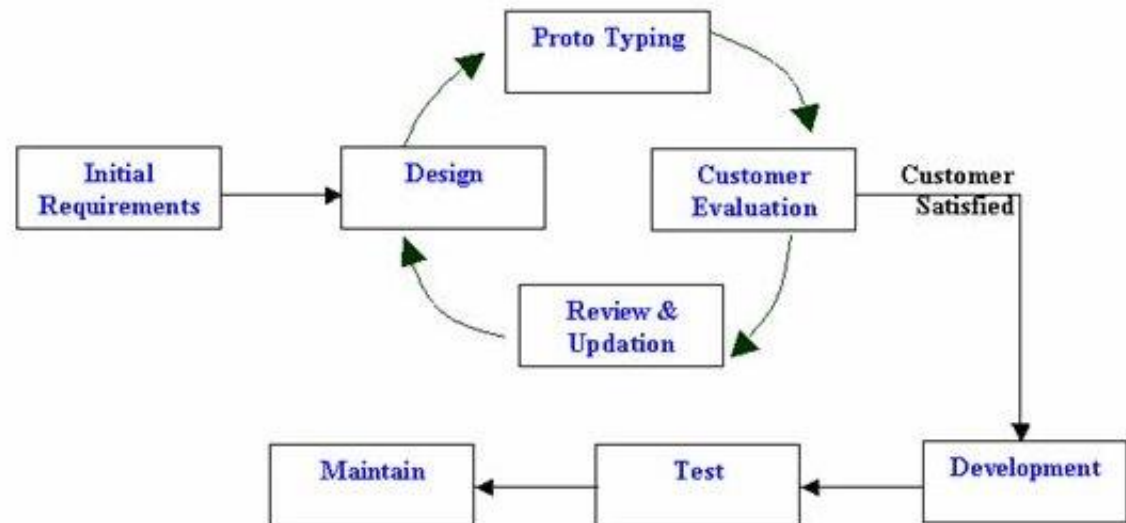 Proto Typing
Initial
Requirements
Design
Customer
Evaluation
Customer
Satisfied
Review &
Updation
Maintain
Test
Development